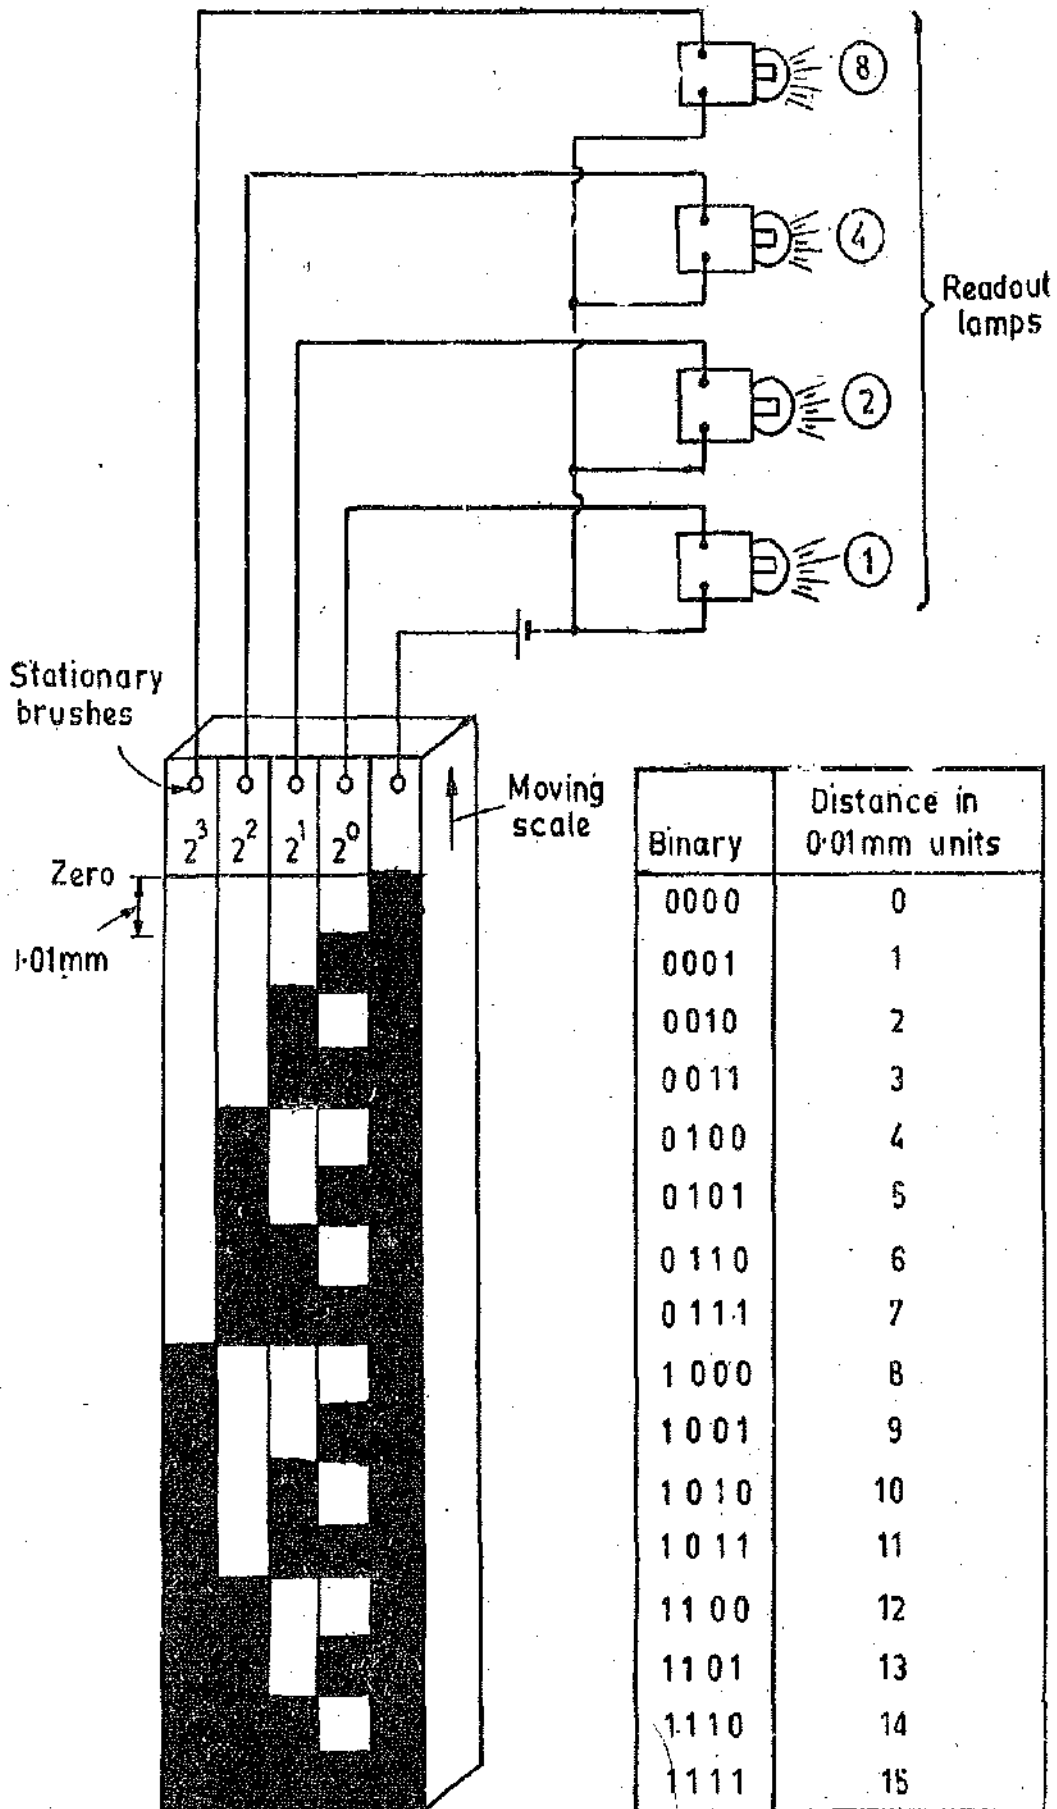 8
4
Readout
lamps
2
1
Stationary
brushes
Moving
scale
2³ 2² 2¹ 2⁰
Zero
1·01mm
Binary Distance in
0·01mm units
0000 0
0001 1
0010 2
0011 3
0100 4
0101 5
0110 6
0111 7
1000 8
1001 9
1010 10
1011 11
1100 12
1101 13
1110 14
1111 15